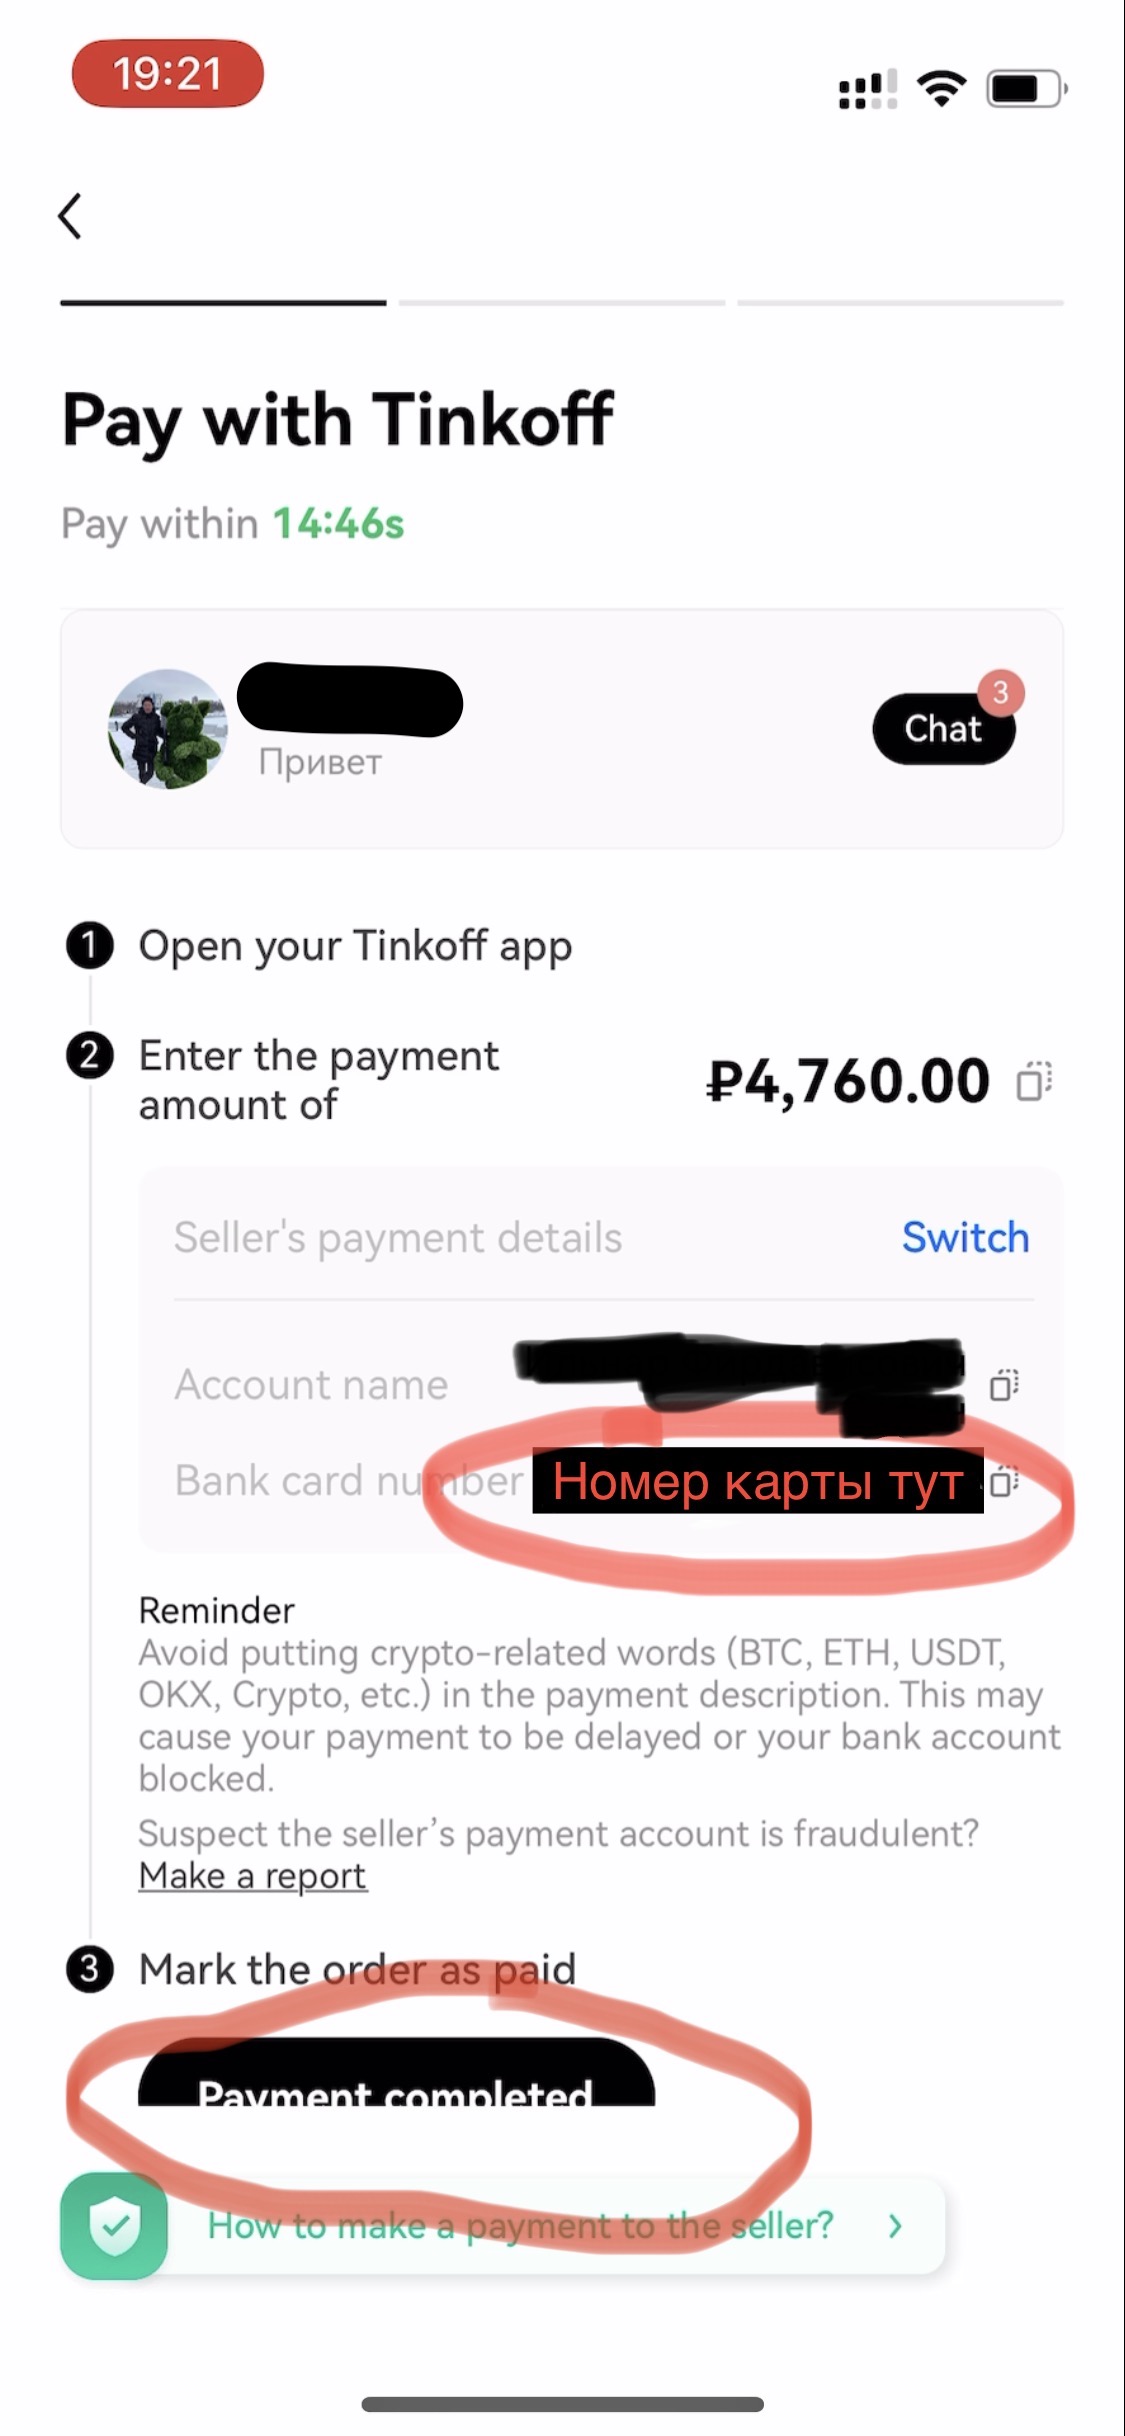 19:21
Pay with Tinkoff
Pay within 14:46s
Привет
Chat
3
1 Open your Tinkoff app
2 Enter the payment
amount of
₽4,760.00
Seller's payment details
Switch
Account name
Bank card number
Номер карты тут
Reminder
Avoid putting crypto-related words (BTC, ETH, USDT,
OKX, Crypto, etc.) in the payment description. This may
cause your payment to be delayed or your bank account
blocked.
Suspect the seller’s payment account is fraudulent?
Make a report
3 Mark the order as paid
Payment completed
How to make a payment to the seller?